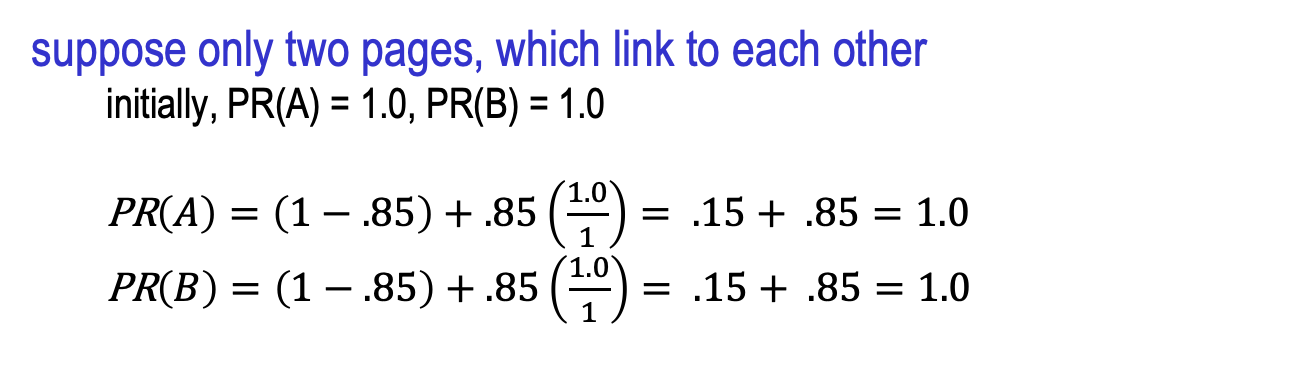 suppose only two pages, which link to each other
initially, PR(A) = 1.0, PR(B) = 1.0
PR(A) = (1 − .85) + .85 (1.0/1) = .15 + .85 = 1.0
PR(B) = (1 − .85) + .85 (1.0/1) = .15 + .85 = 1.0